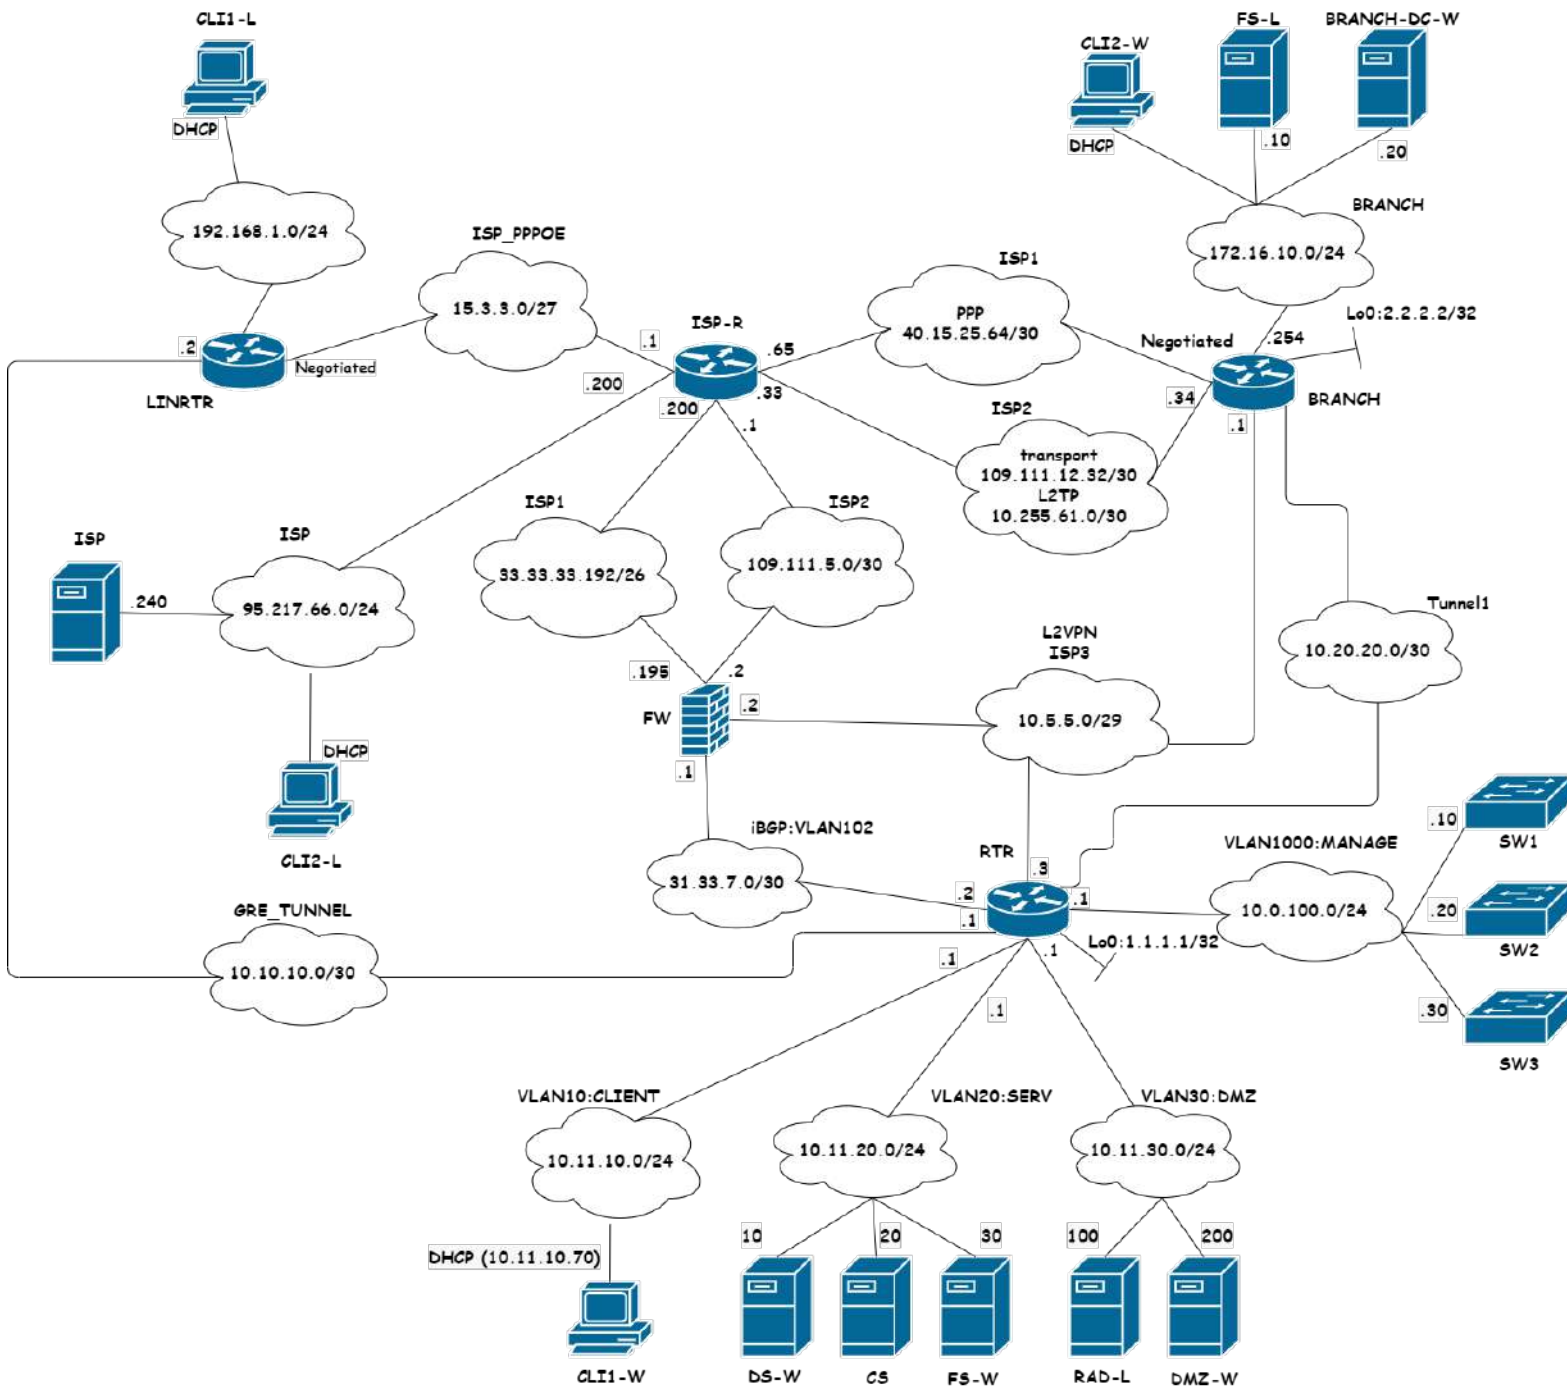 CLI1-L
DHCP
192.168.1.0/24
.2
LINRTR
Negotiated
ISP_PPPOE
15.3.3.0/27
ISP-R
.1
.200
.200
.1
.65
.33
ISP1
PPP
40.15.25.64/30
Negotiated
.34
ISP2
transport
109.111.12.32/30
L2TP
10.255.61.0/30
CLI2-W
DHCP
FS-L
.10
BRANCH-DC-W
.20
BRANCH
172.16.10.0/24
Lo0:2.2.2.2/32
.254
BRANCH
.1
ISP
.240
ISP
95.217.66.0/24
DHCP
CLI2-L
ISP1
33.33.33.192/26
ISP2
109.111.5.0/30
.195
.2
FW
.2
.1
L2VPN
ISP3
10.5.5.0/29
Tunnel1
10.20.20.0/30
iBGP:VLAN102
31.33.7.0/30
RTR
.3
.2
.1
.1
.1
.1
.1
Lo0:1.1.1.1/32
VLAN1000:MANAGE
10.0.100.0/24
.10
SW1
.20
SW2
.30
SW3
GRE_TUNNEL
10.10.10.0/30
VLAN10:CLIENT
10.11.10.0/24
DHCP (10.11.10.70)
CLI1-W
VLAN20:SERV
10.11.20.0/24
10
20
30
DS-W
CS
FS-W
VLAN30:DMZ
10.11.30.0/24
100
200
RAD-L
DMZ-W